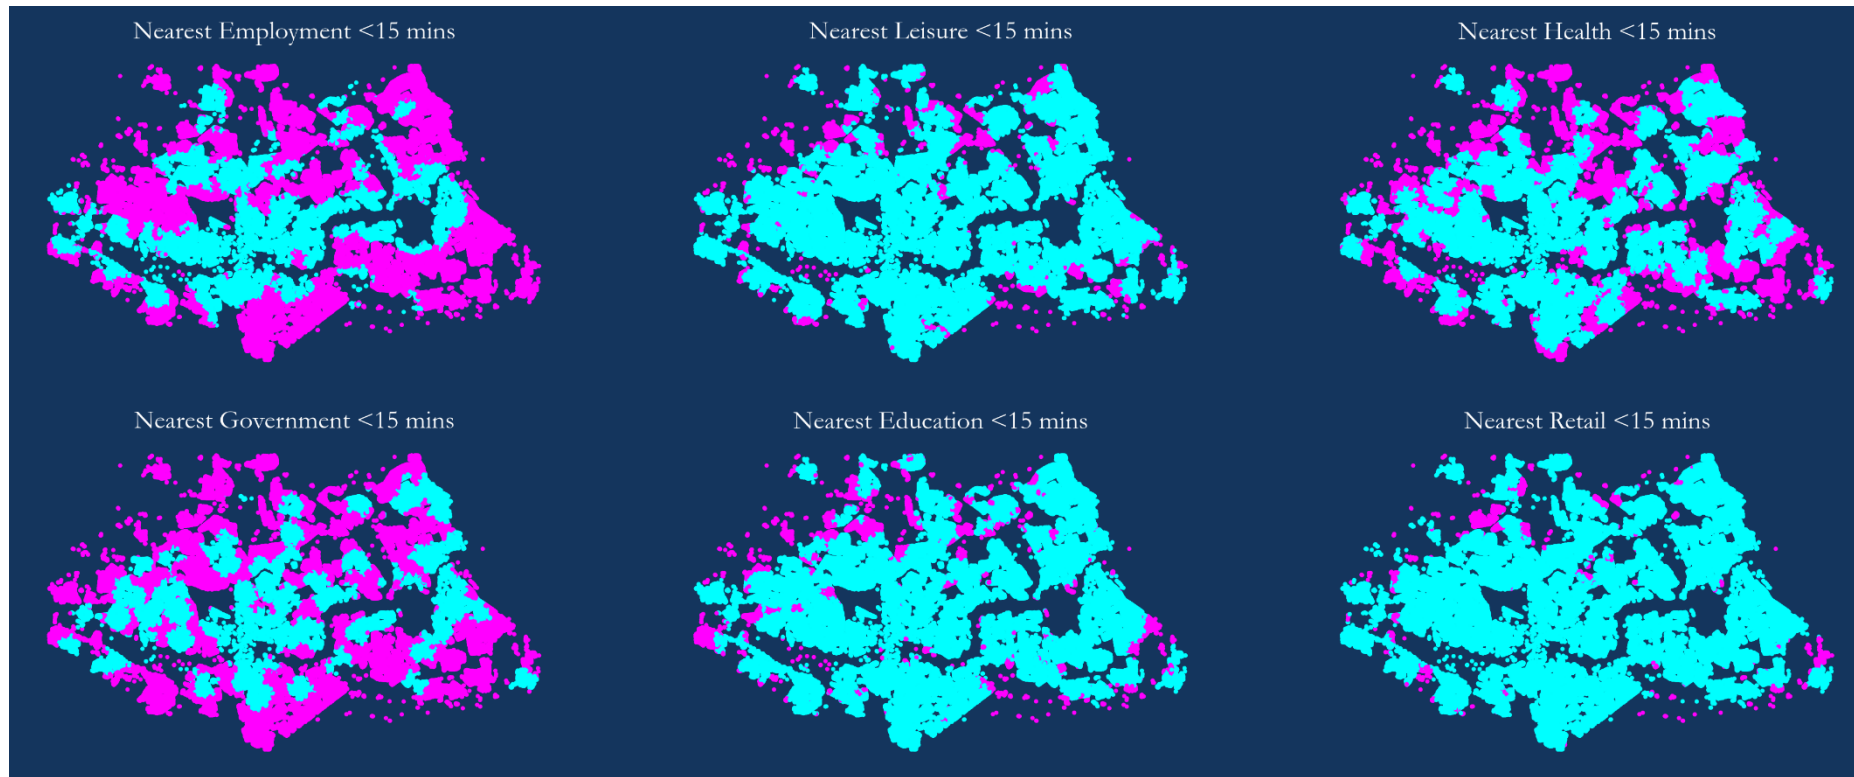 Nearest Employment <15 mins
Nearest Leisure <15 mins
Nearest Health <15 mins
Nearest Government <15 mins
Nearest Education <15 mins
Nearest Retail <15 mins